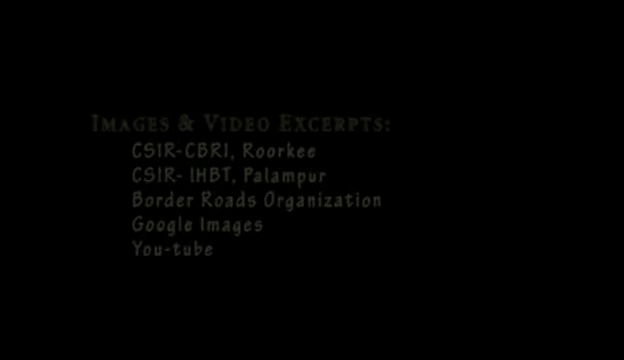 Images & Video Excerpts:
CSIR-CBRI, Roorkee
CSIR- IHBT, Palampur
Border Roads Organization
Google Images
You-tube